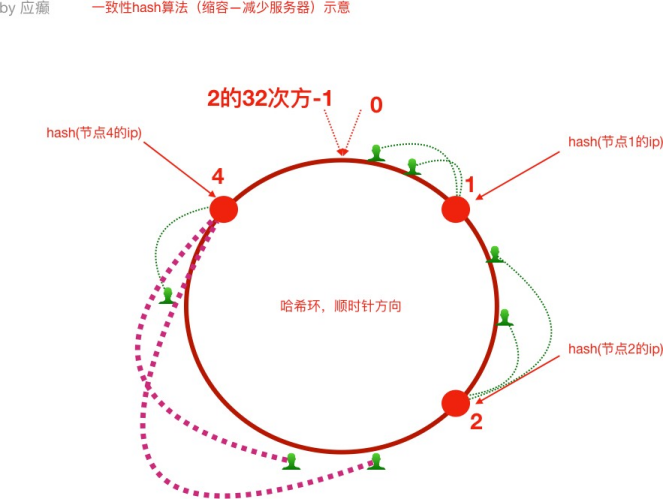 by 应癫
一致性hash算法（缩容—减少服务器）示意
2的32次方-1
0
hash(节点4的ip)
hash(节点1的ip)
4
1
哈希环，顺时针方向
hash(节点2的ip)
2